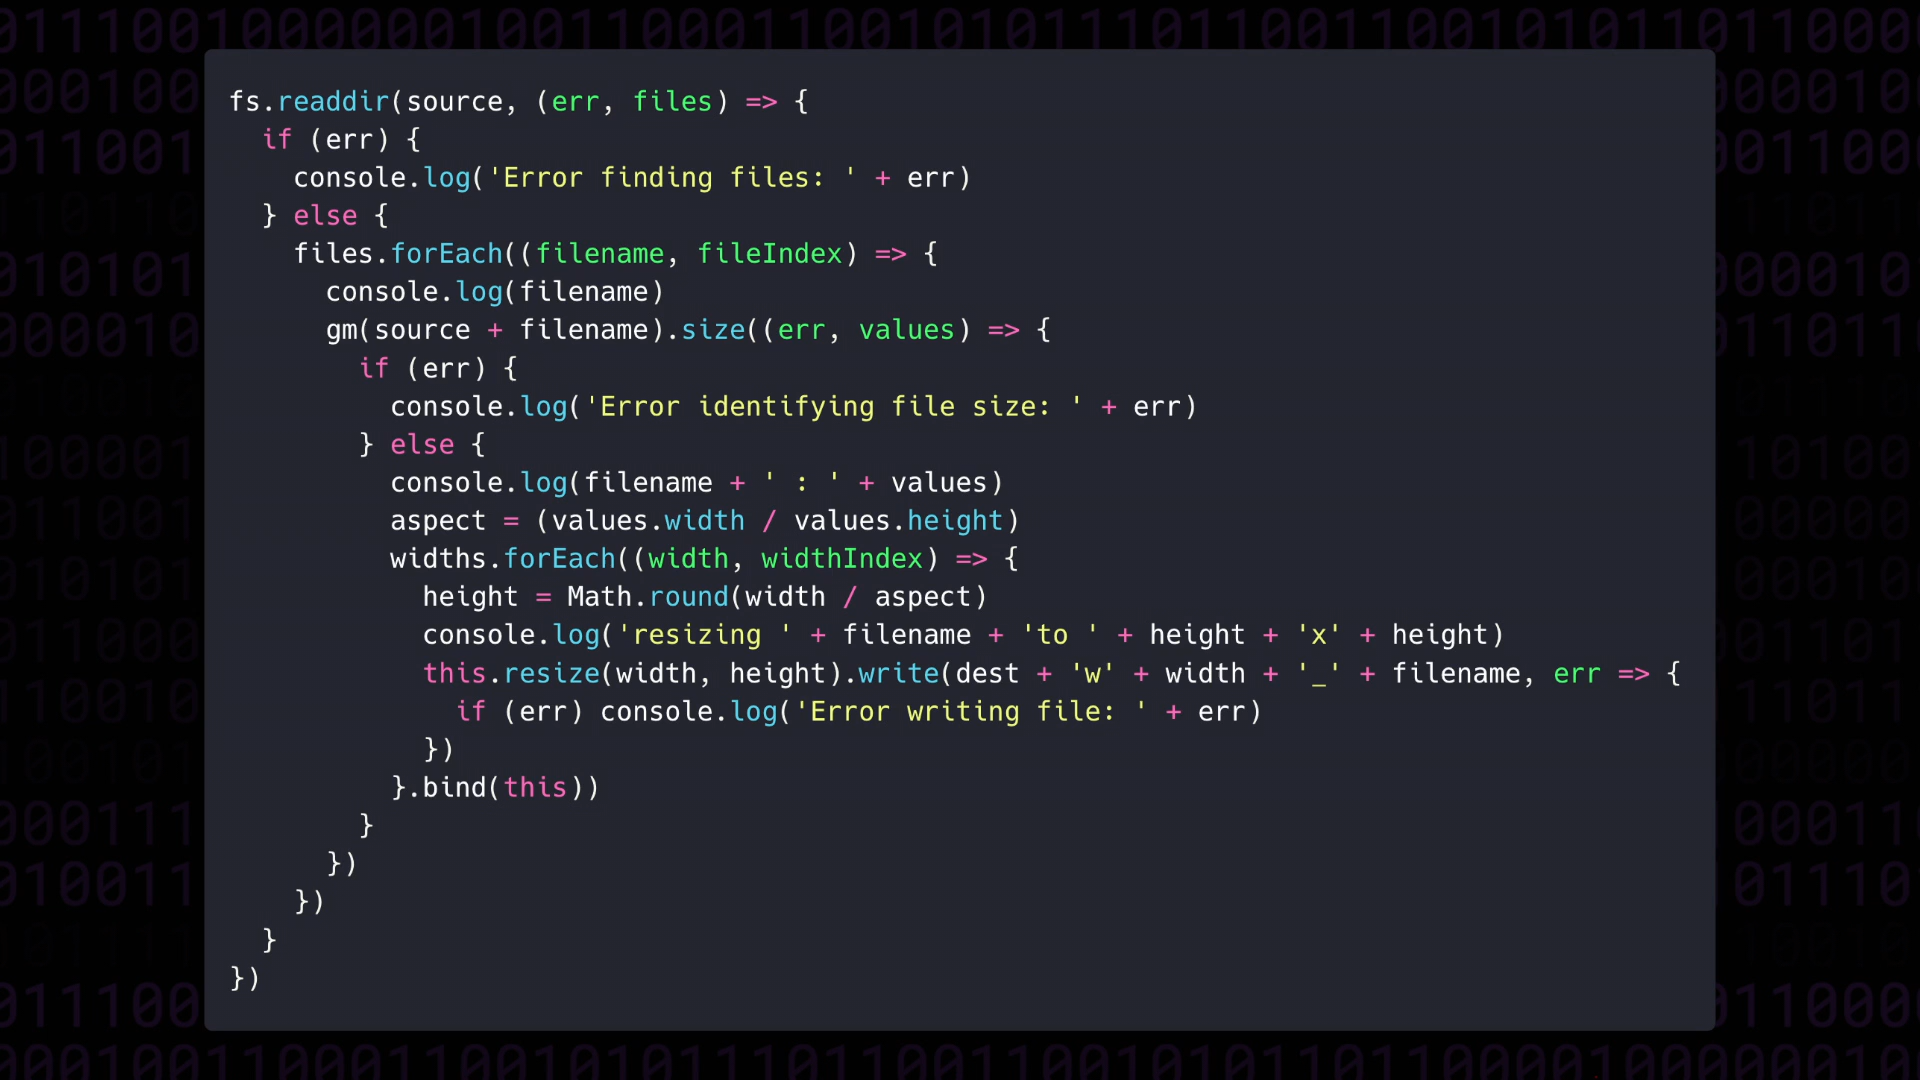 fs.readdir(source, (err, files) => {
  if (err) {
    console.log('Error finding files: ' + err)
  } else {
    files.forEach((filename, fileIndex) => {
      console.log(filename)
      gm(source + filename).size((err, values) => {
        if (err) {
          console.log('Error identifying file size: ' + err)
        } else {
          console.log(filename + ' : ' + values)
          aspect = (values.width / values.height)
          widths.forEach((width, widthIndex) => {
            height = Math.round(width / aspect)
            console.log('resizing ' + filename + 'to ' + height + 'x' + height)
            this.resize(width, height).write(dest + 'w' + width + '_' + filename, err => {
              if (err) console.log('Error writing file: ' + err)
            })
          }.bind(this))
        }
      })
    })
  }
})